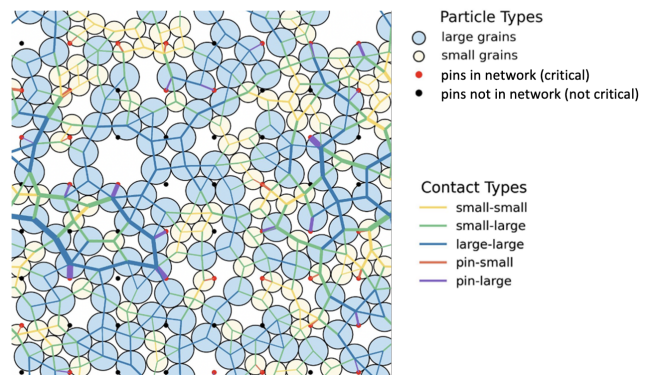 Particle Types
large grains
small grains
pins in network (critical)
pins not in network (not critical)
Contact Types
small-small
small-large
large-large
pin-small
pin-large